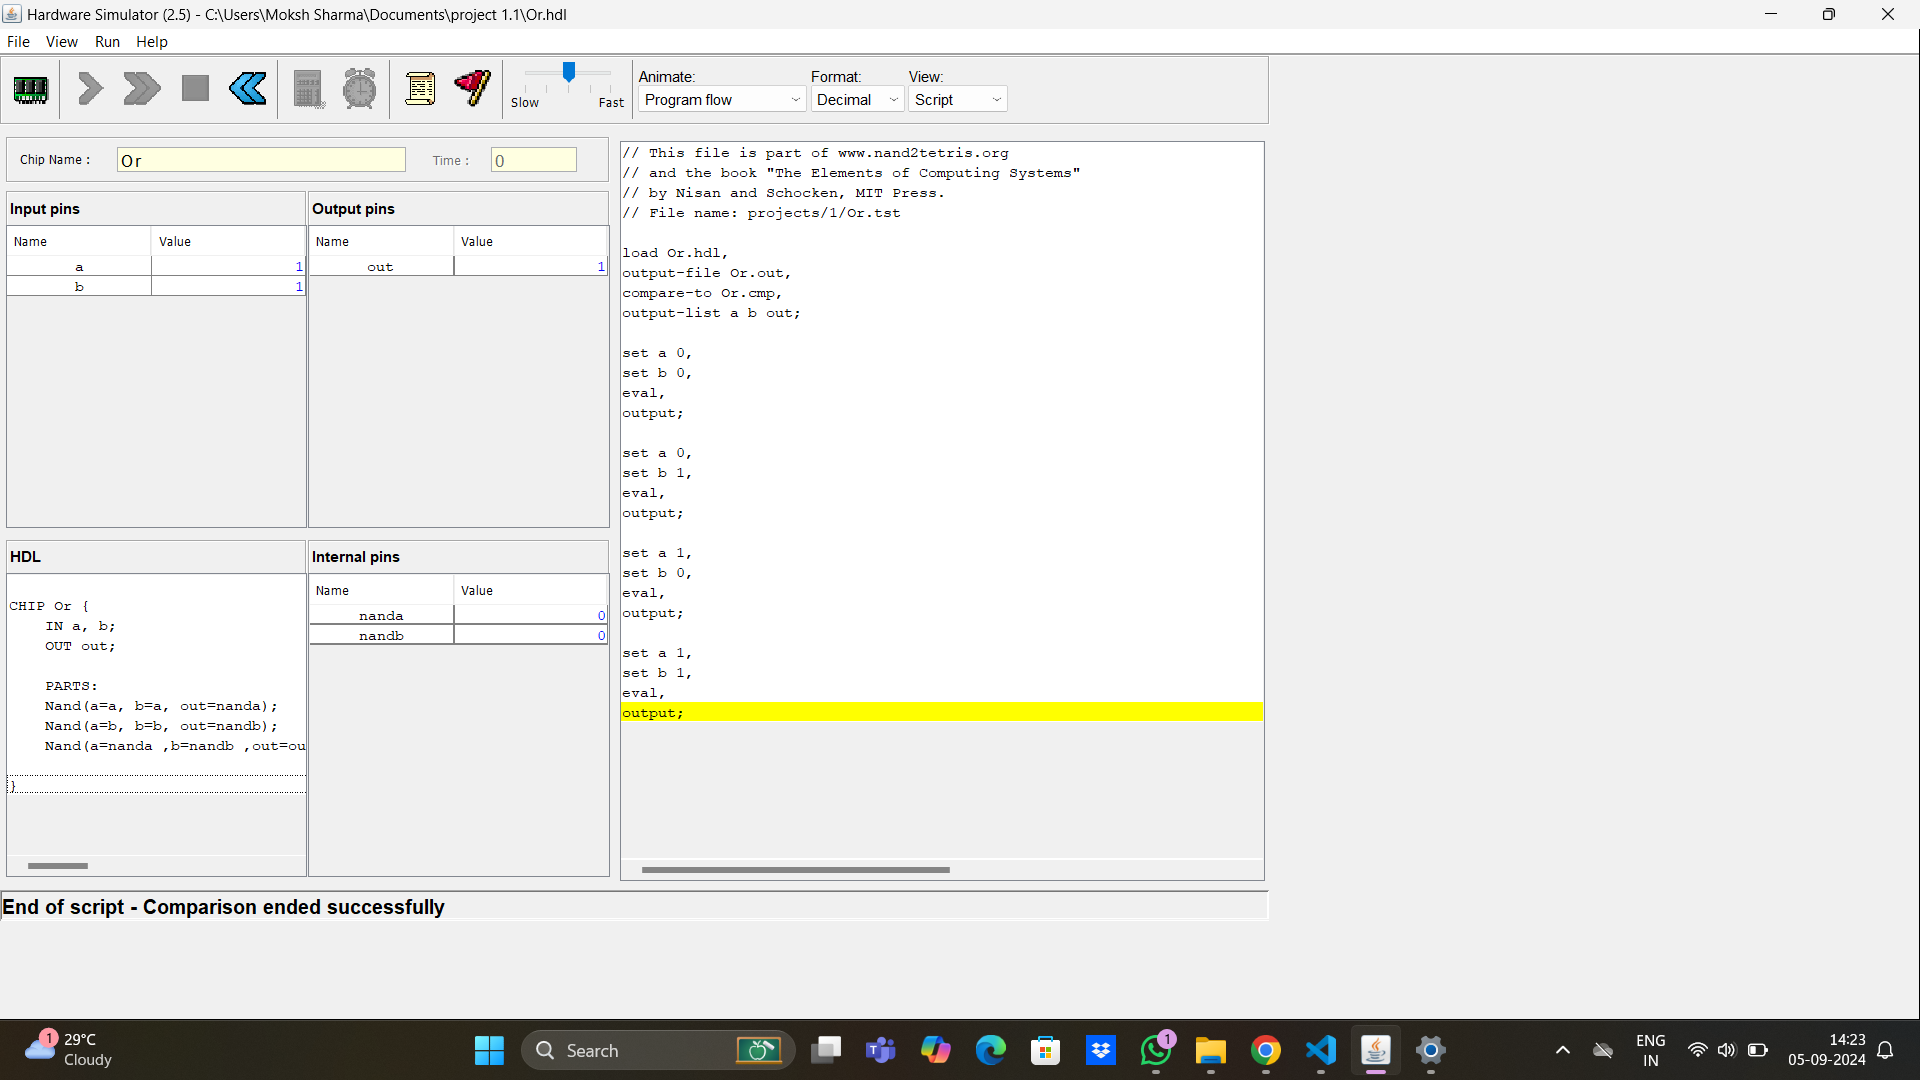 Hardware Simulator (2.5) - C:\Users\Moksh Sharma\Documents\project 1.1\Or.hdl
File View Run Help
Slow Fast
Animate: Format: View:
Program flow Decimal Script
Chip Name : Or Time : 0
Input pins
Name Value
a 1
b 1
Output pins
Name Value
out 1
HDL
CHIP Or {
    IN a, b;
    OUT out;
    PARTS:
    Nand(a=a, b=a, out=nanda);
    Nand(a=b, b=b, out=nandb);
    Nand(a=nanda ,b=nandb ,out=ou
}
Internal pins
Name Value
nanda 0
nandb 0
// This file is part of www.nand2tetris.org
// and the book "The Elements of Computing Systems"
// by Nisan and Schocken, MIT Press.
// File name: projects/1/Or.tst
load Or.hdl,
output-file Or.out,
compare-to Or.cmp,
output-list a b out;
set a 0,
set b 0,
eval,
output;
set a 0,
set b 1,
eval,
output;
set a 1,
set b 0,
eval,
output;
set a 1,
set b 1,
eval,
output;
End of script - Comparison ended successfully
1
29°C
Cloudy
Search
1
ENG
IN
14:23
05-09-2024